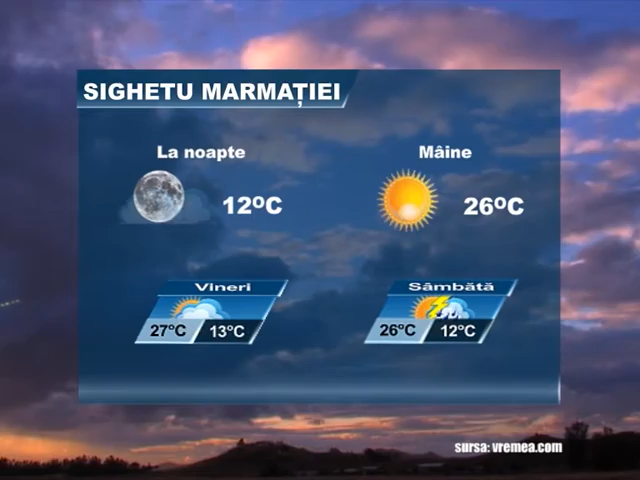 SIGHETU MARMAȚIEI
La noapte
Mâine
12ºC
26ºC
Vineri
Sâmbătă
27°C 13°C
26°C 12°C
sursa: vremea.com